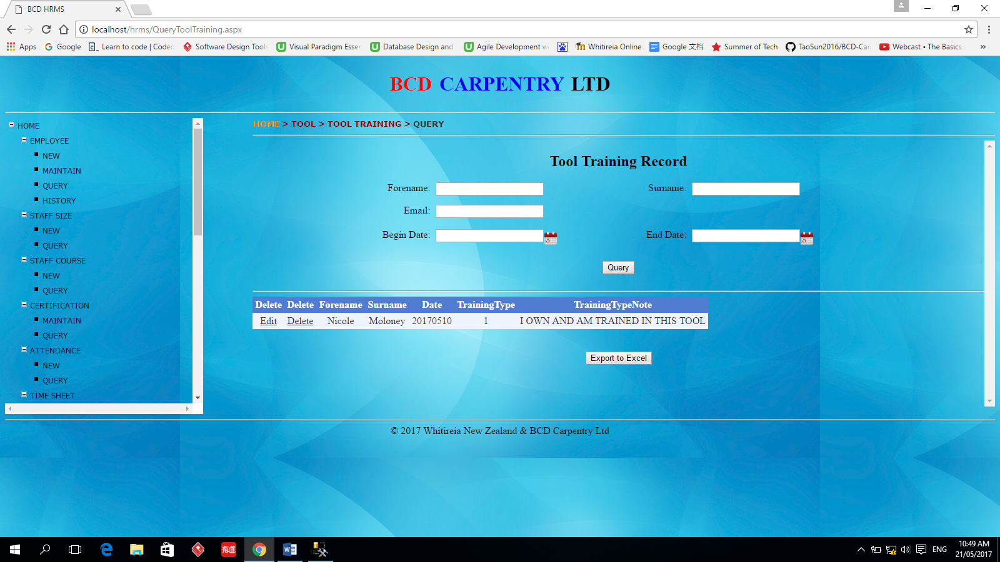 BCD HRMS
localhost/hrms/QueryToolTraining.aspx
Apps Google Learn to code | Codec Software Design Tools Visual Paradigm Essen Database Design and Agile Development w Whitireia Online Google 文档 Summer of Tech TaoSun2016/BCD-Car Webcast • The Basics »
BCD CARPENTRY LTD
HOME
EMPLOYEE
NEW
MAINTAIN
QUERY
HISTORY
STAFF SIZE
NEW
QUERY
STAFF COURSE
NEW
QUERY
CERTIFICATION
MAINTAIN
QUERY
ATTENDANCE
NEW
QUERY
TIME SHEET
HOME > TOOL > TOOL TRAINING > QUERY
Tool Training Record
Forename: Surname:
Email:
Begin Date: End Date:
Query
Delete Delete Forename Surname Date TrainingType TrainingTypeNote
Edit Delete Nicole Moloney 20170510 1 I OWN AND AM TRAINED IN THIS TOOL
Export to Excel
© 2017 Whitireia New Zealand & BCD Carpentry Ltd
有道
ENG
10:49 AM
21/05/2017